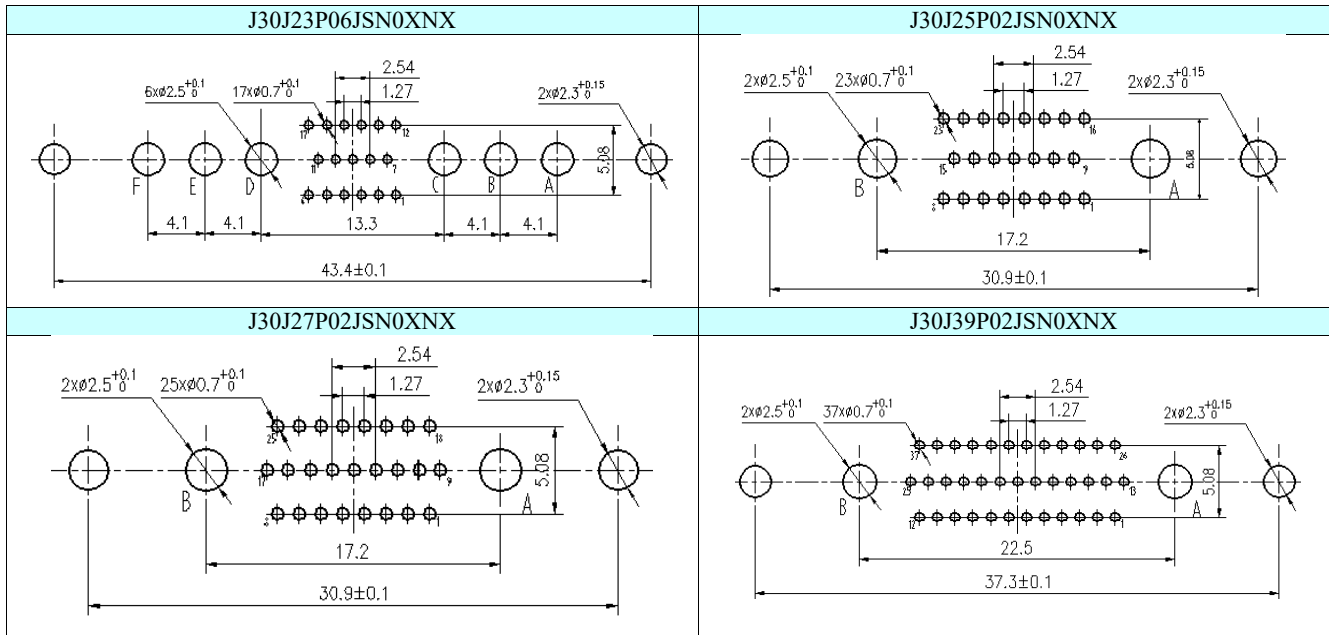 J30J23P06JSN0XNX
2.54
1.27
6xø2.5+0.1 0
17xø0.7+0.1 0
2xø2.3+0.15 0
17
12
11
7
1
5.08
F
E
D
C
B
A
4.1
4.1
13.3
4.1
4.1
43.4±0.1
J30J25P02JSN0XNX
2.54
1.27
2xø2.5+0.1 0
23xø0.7+0.1 0
2xø2.3+0.15 0
23
16
15
9
1
5.08
B
A
17.2
30.9±0.1
J30J27P02JSN0XNX
2.54
1.27
2xø2.5+0.1 0
25xø0.7+0.1 0
2xø2.3+0.15 0
25
18
17
9
1
5.08
B
A
17.2
30.9±0.1
J30J39P02JSN0XNX
2.54
1.27
2xø2.5+0.1 0
37xø0.7+0.1 0
2xø2.3+0.15 0
37
26
25
13
12
1
5.08
B
A
22.5
37.3±0.1